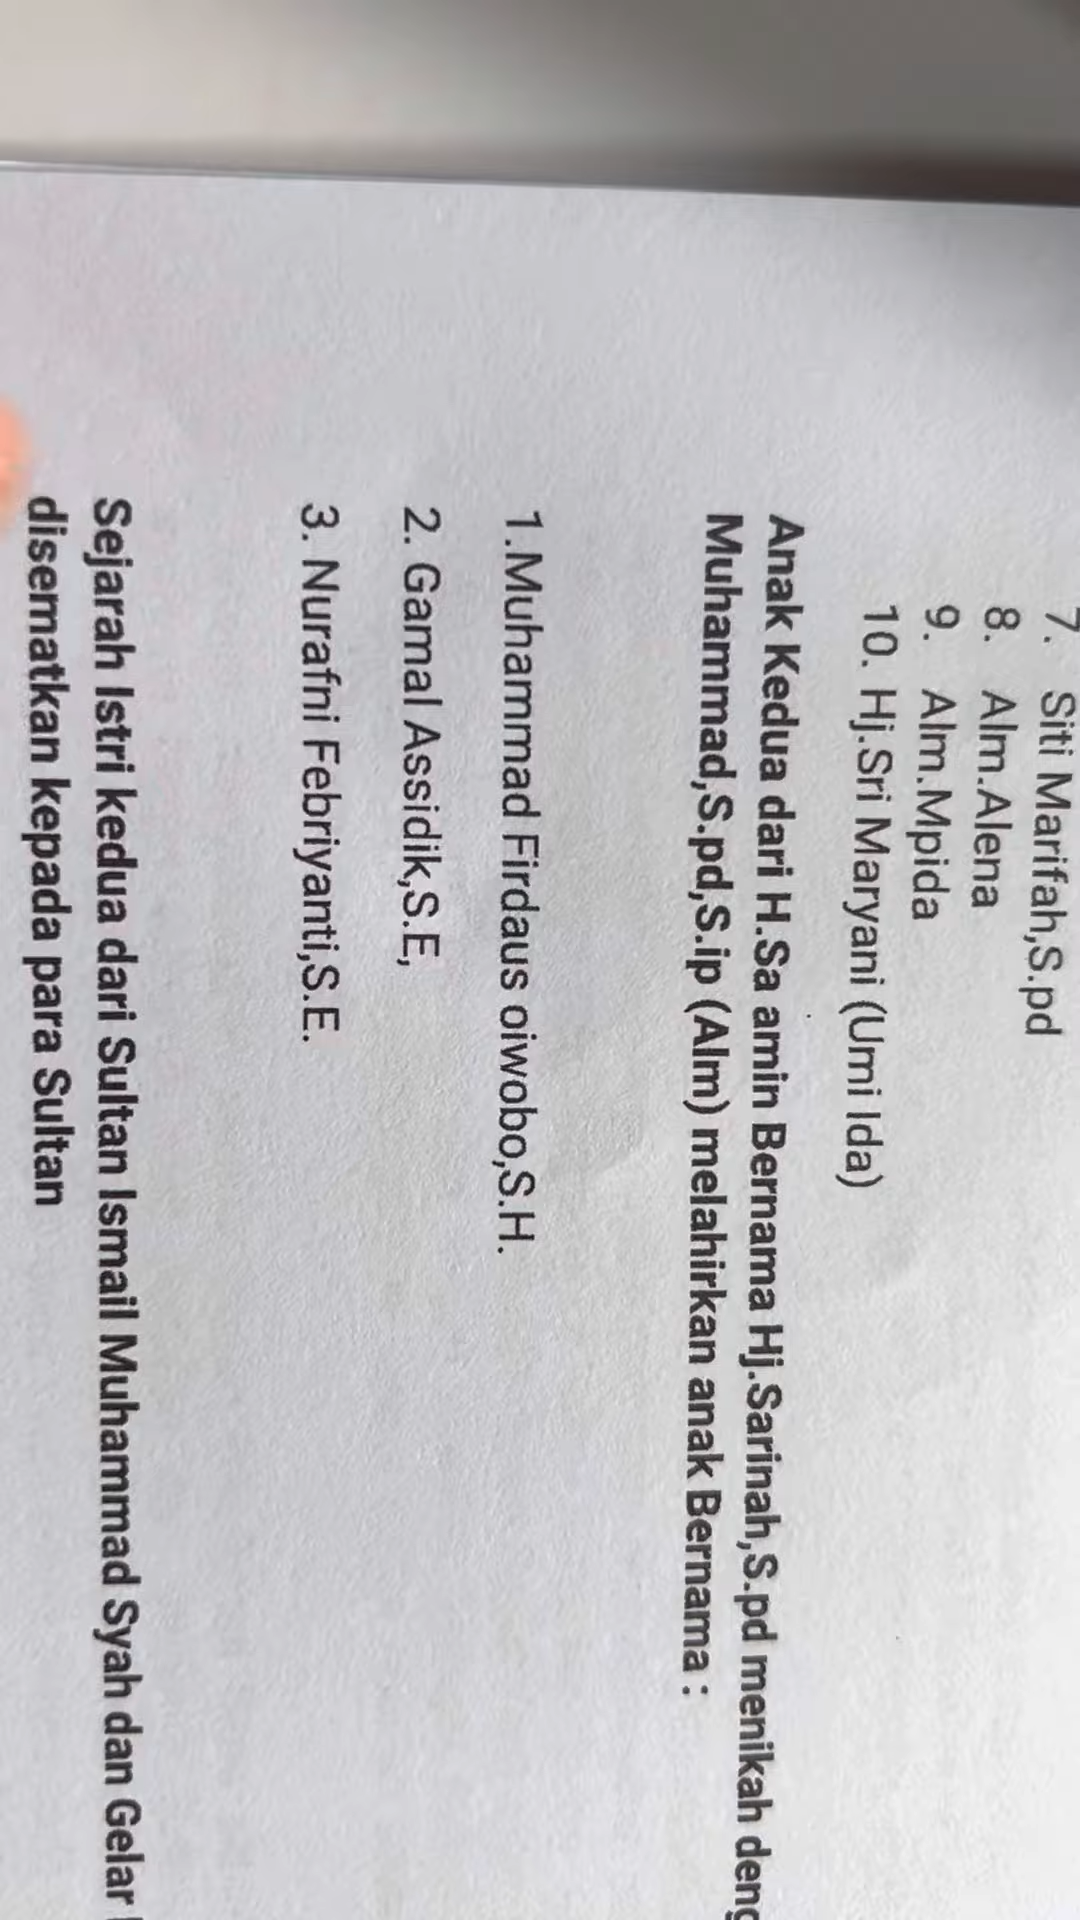 7. Siti Marifah,S.pd
8. Alm.Alena
9. Alm.Mpida
10. Hj.Sri Maryani (Umi Ida)
Anak Kedua dari H.Sa amin Bernama Hj.Sarinah,S.pd menikah deng
Muhammad,S.pd,S.ip (Alm) melahirkan anak Bernama :
1.Muhammad Firdaus oiwobo,S.H.
2. Gamal Assidik,S.E,
3. Nurafni Febriyanti,S.E.
Sejarah Istri kedua dari Sultan Ismail Muhammad Syah dan Gelar
disematkan kepada para Sultan